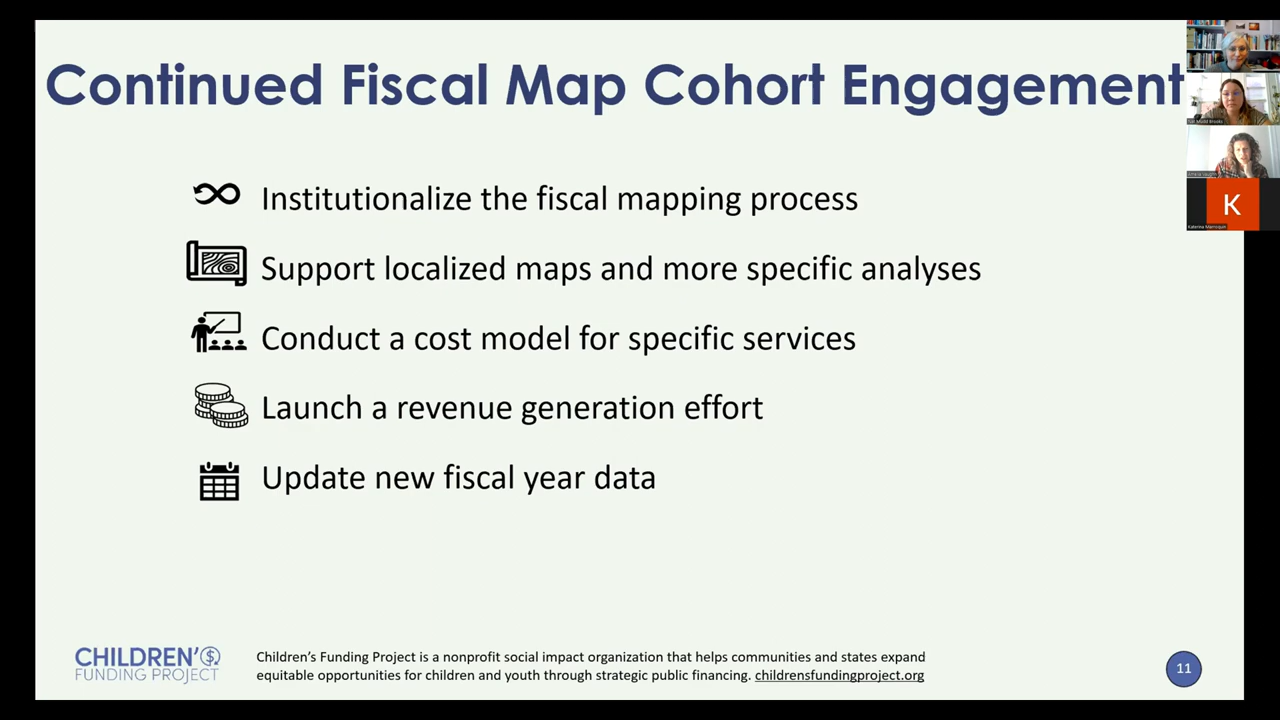 Continued Fiscal Map Cohort Engagement
Institutionalize the fiscal mapping process
Support localized maps and more specific analyses
Conduct a cost model for specific services
Launch a revenue generation effort
Update new fiscal year data
CHILDREN'S
FUNDING PROJECT
Children's Funding Project is a nonprofit social impact organization that helps communities and states expand
equitable opportunities for children and youth through strategic public financing. childrensfundingproject.org
11
K